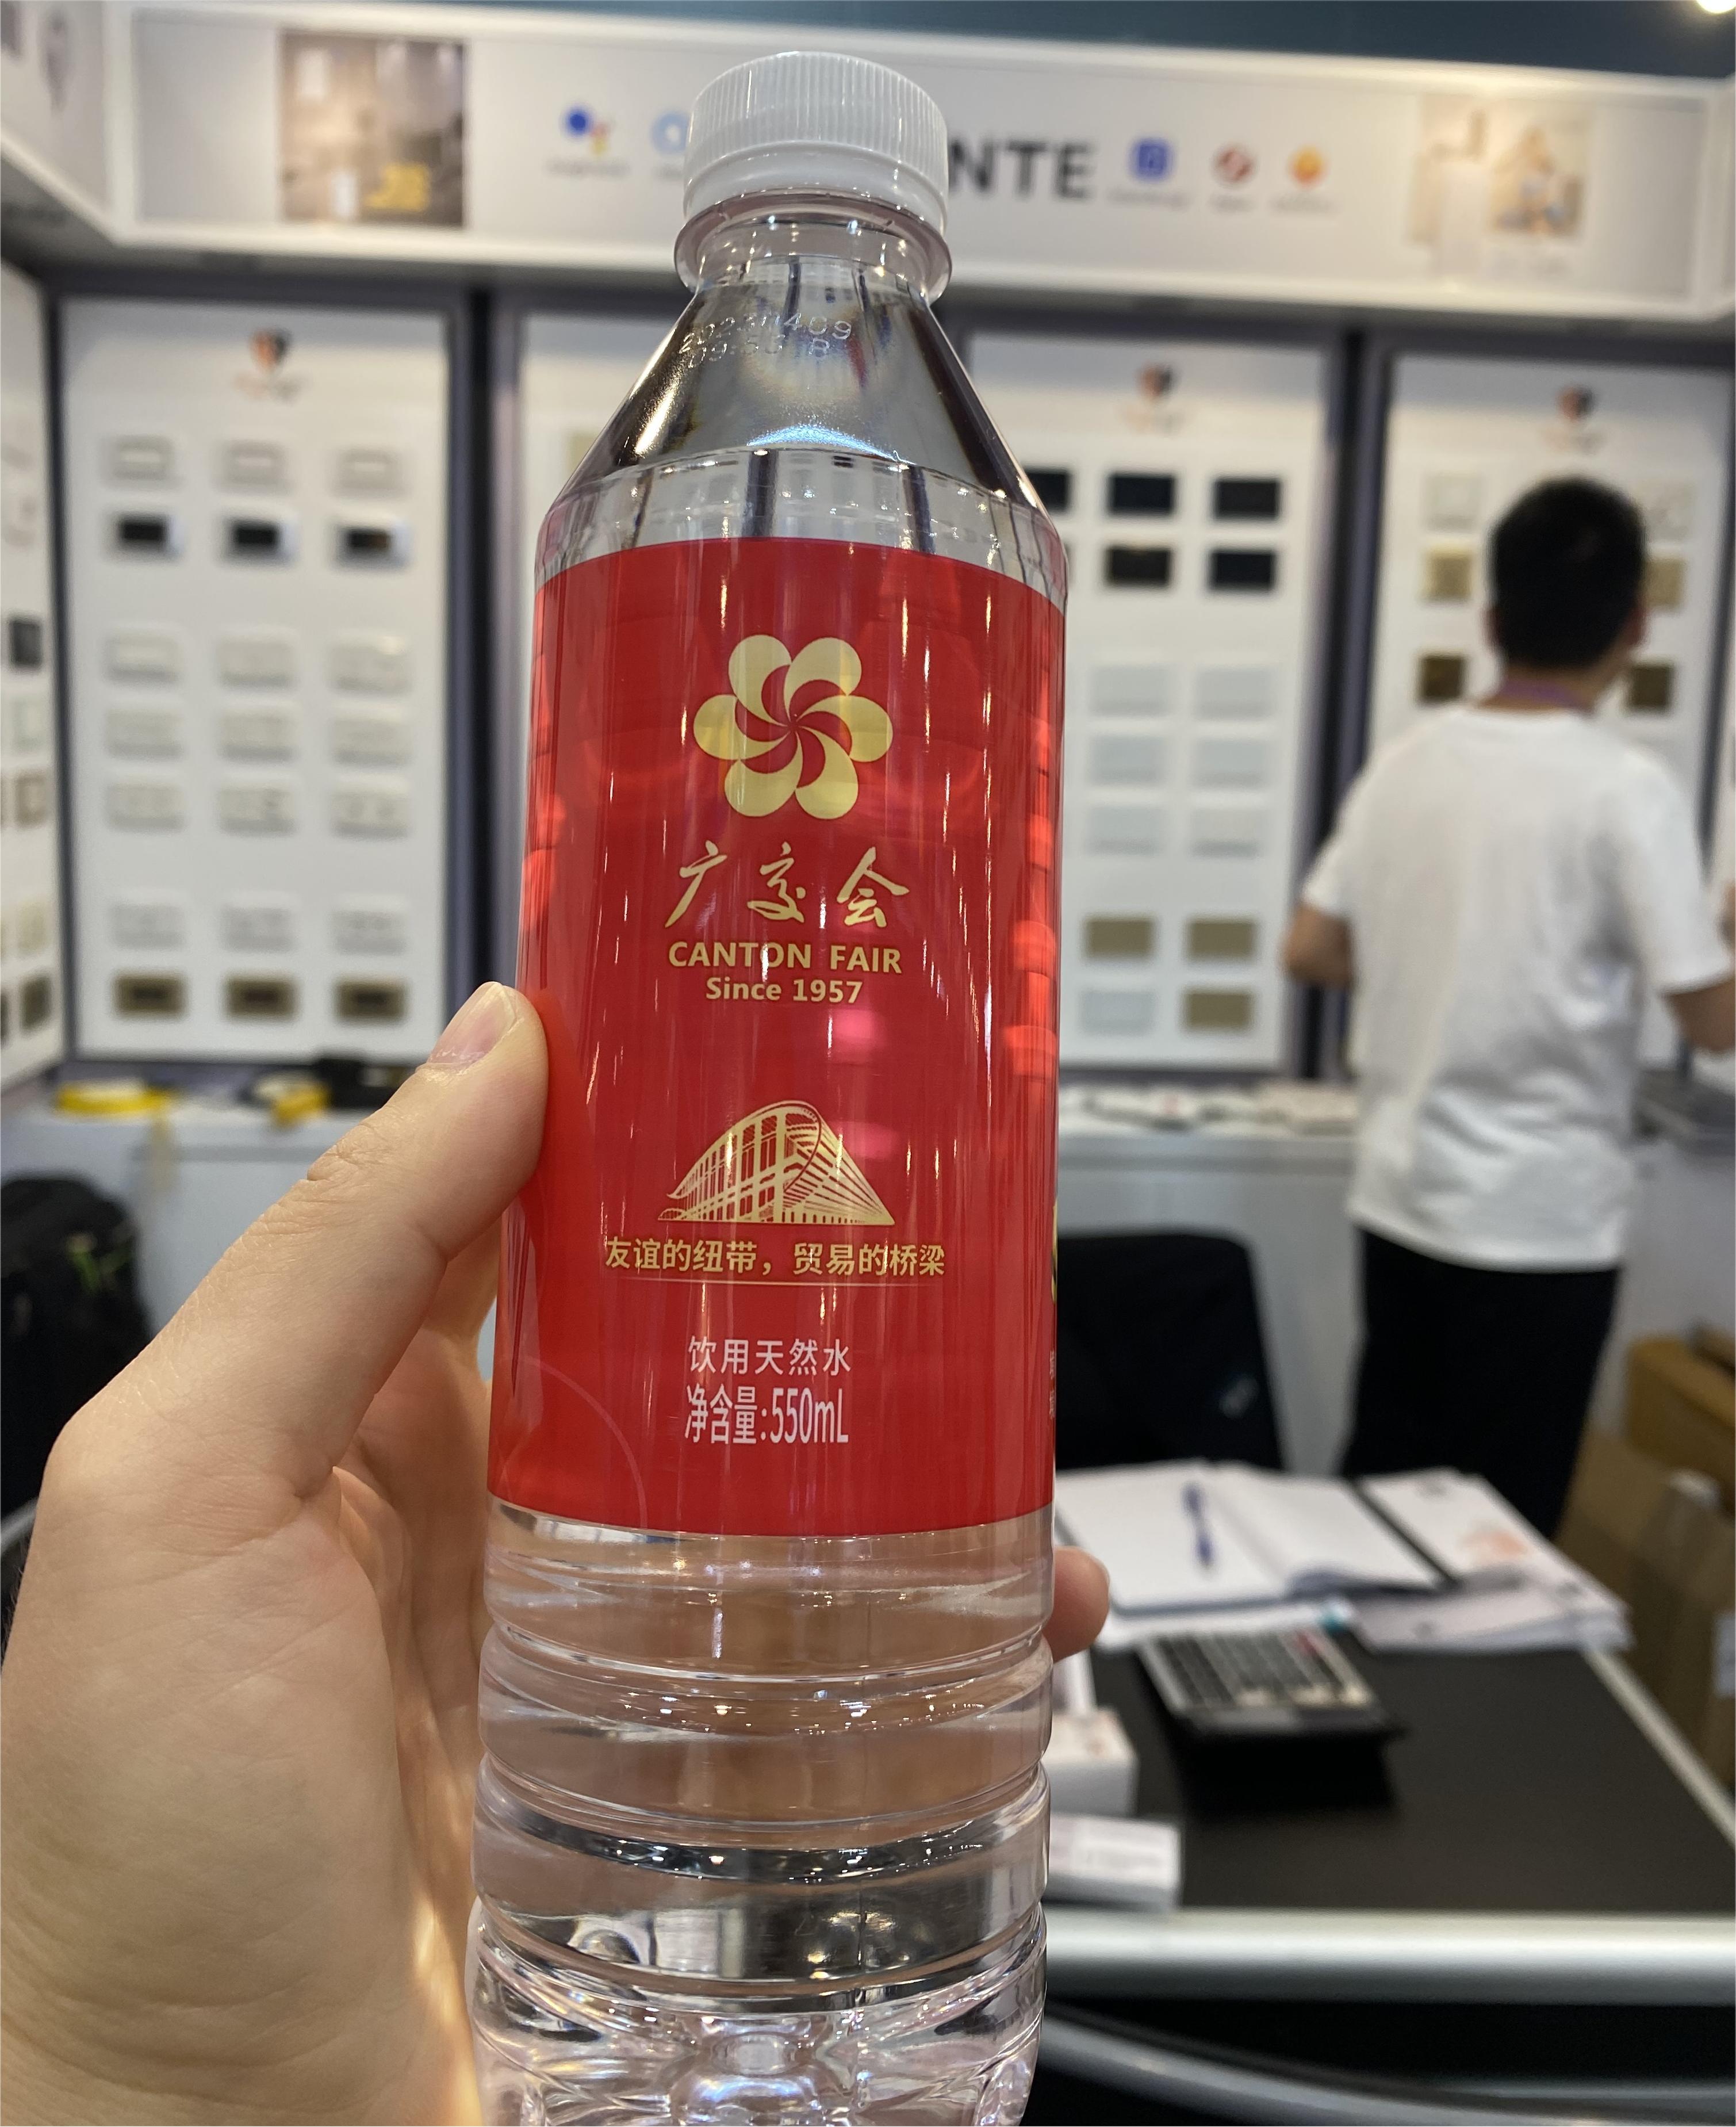 NTE
广交会
CANTON FAIR
Since 1957
友谊的纽带，贸易的桥梁
饮用天然水
净含量:550mL